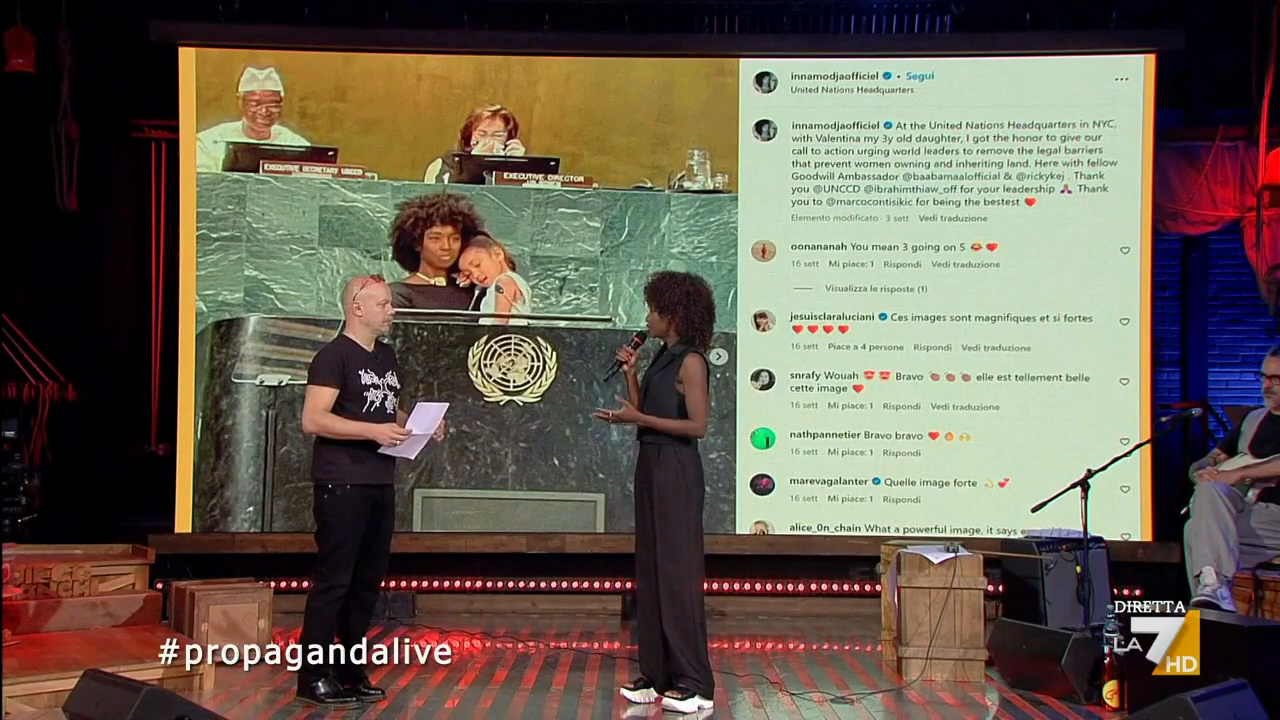 innamodjaofficiel • Segui
United Nations Headquarters
innamodjaofficiel At the United Nations Headquarters in NYC,
with Valentina my 3y old daughter, I got the honor to give our
call to action urging world leaders to remove the legal barriers
that prevent women owning and inheriting land. Here with fellow
Goodwill Ambassador @baabamaalofficial & @rickykej . Thank
you @UNCCD @ibrahimthiaw_off for your leadership 🙏🏾 Thank
you to @marcocontisikic for being the bestest ❤️
Elemento modificato · 3 sett Vedi traduzione
oonananah You mean 3 going on 5 😂 ❤️
16 sett Mi piace: 1 Rispondi Vedi traduzione
Visualizza le risposte (1)
jesuisclaraluciani Ces images sont magnifiques et si fortes
❤️❤️❤️❤️
16 sett Piace a 4 persone Rispondi Vedi traduzione
snrafy Wouah 😍 😍 Bravo 👏🏽 👏🏽 👏🏽 elle est tellement belle
cette image ❤️
16 sett Mi piace: 1 Rispondi Vedi traduzione
nathpannetier Bravo bravo ❤️ 🔥 🙌
16 sett Mi piace: 1 Rispondi
marevagalanter Quelle image forte 💫 💕
16 sett Mi piace: 1 Rispondi
alice_0n_chain What a powerful image, it says
EXECUTIVE SECRETARY UNCCD
EXECUTIVE DIRECTOR
#propagandalive
DIRETTA
LA 7 HD